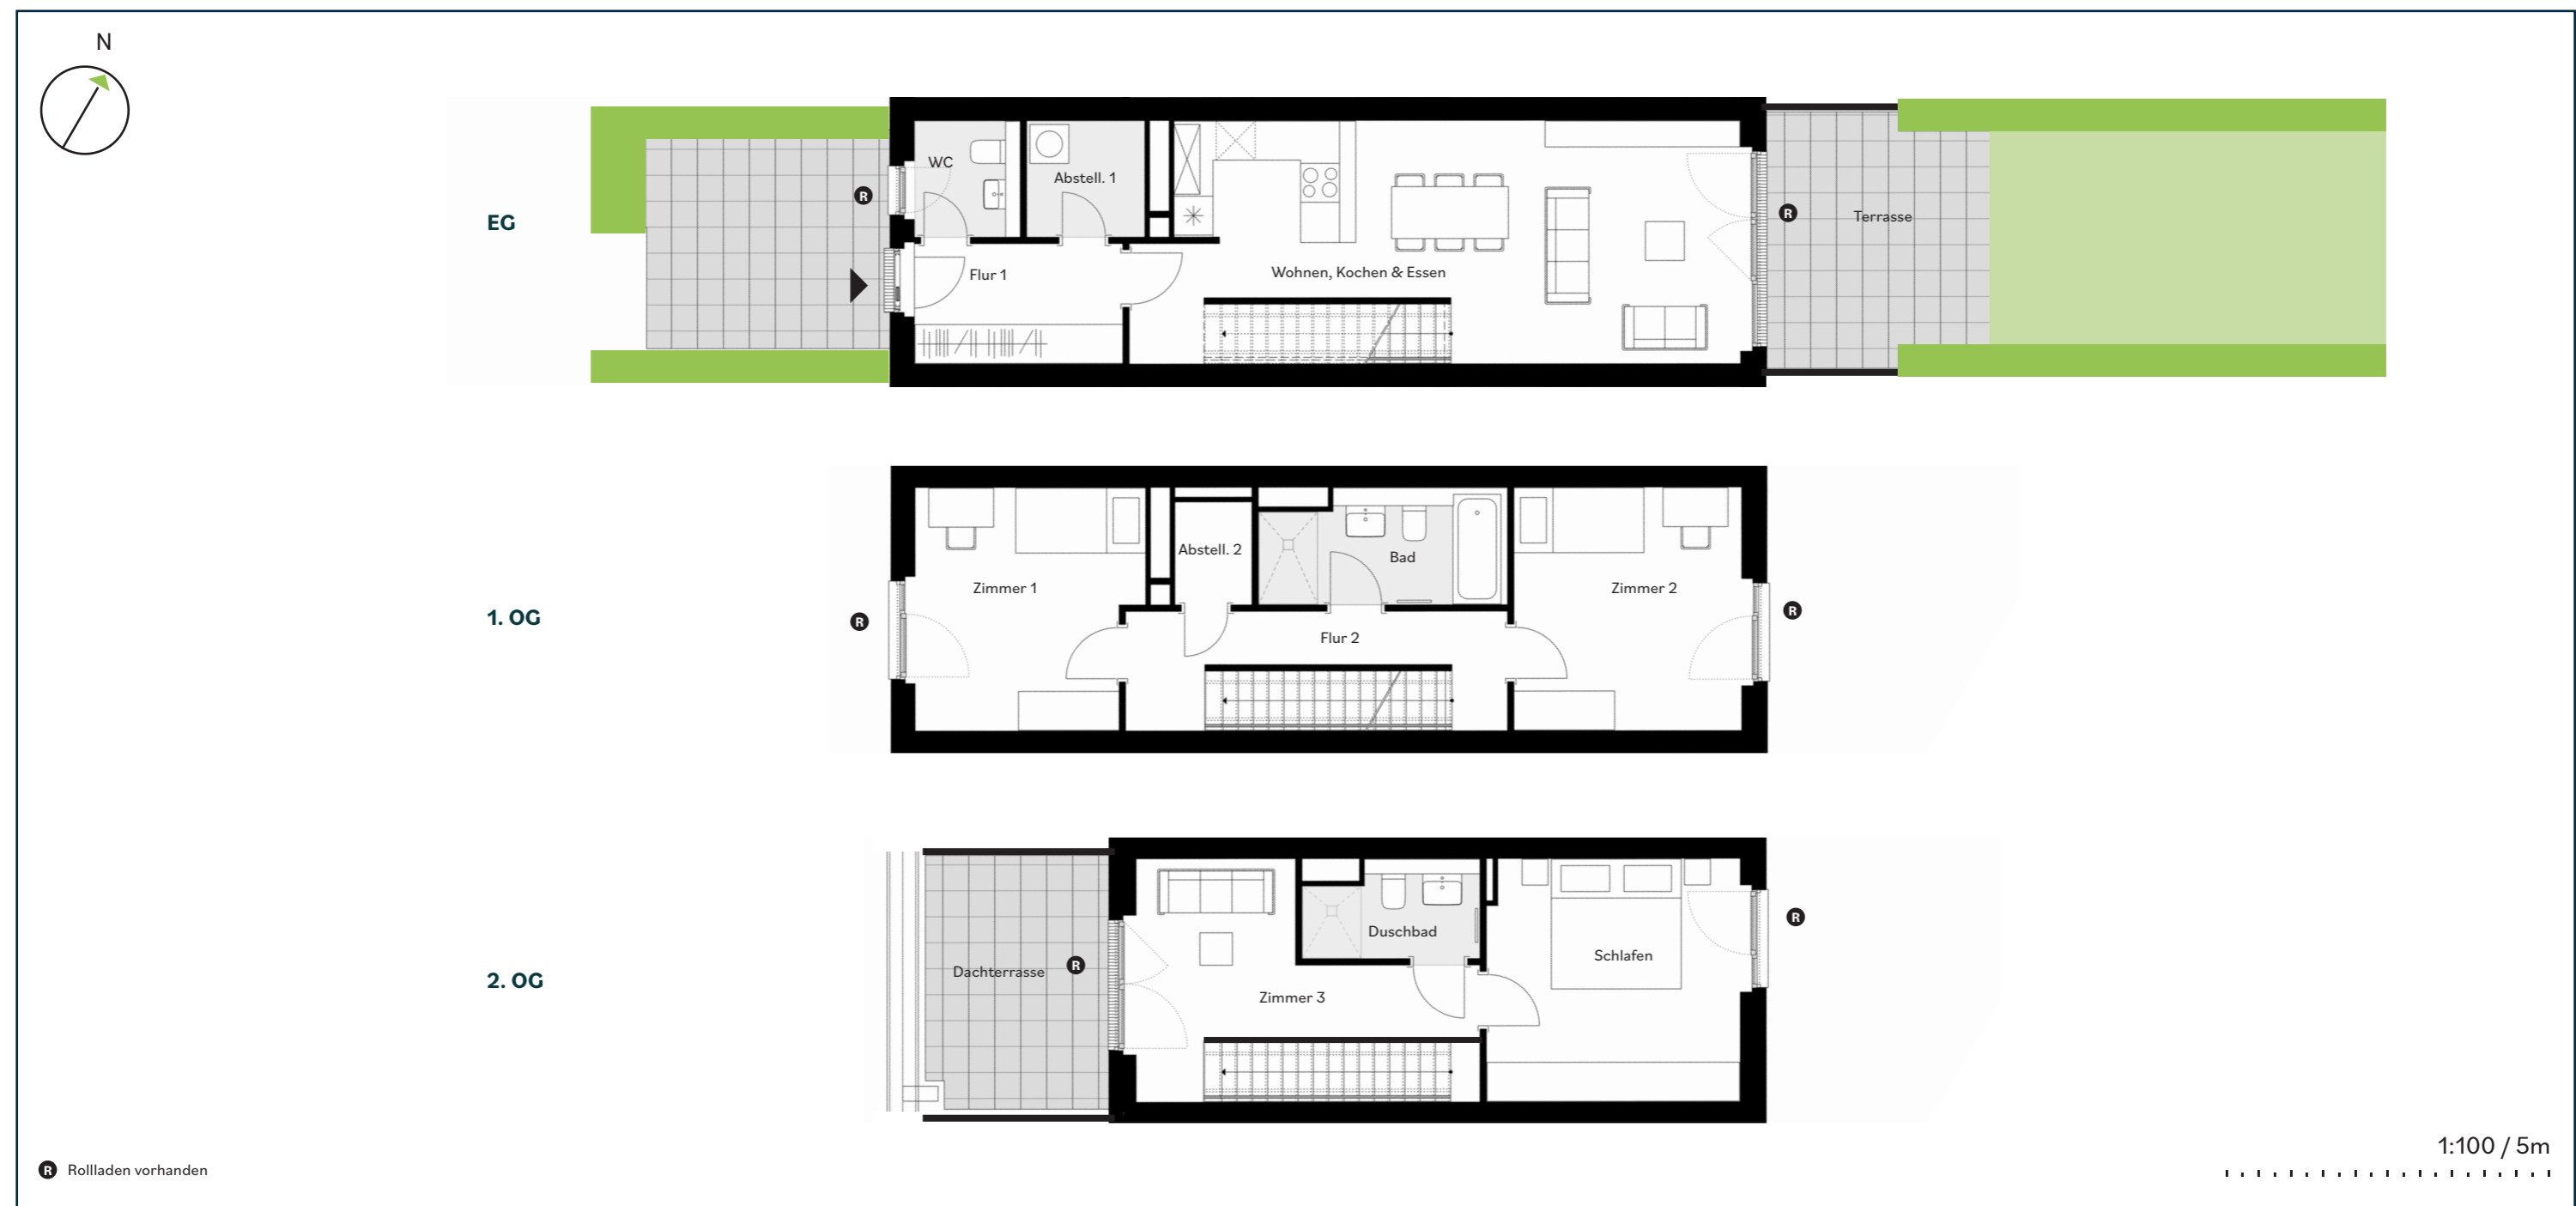 N
EG
WC
Abstell. 1
R
Flur 1
Wohnen, Kochen & Essen
R
Terrasse
1. OG
Zimmer 1
Abstell. 2
Bad
Zimmer 2
R
Flur 2
R
2. OG
Dachterrasse
R
Zimmer 3
Duschbad
Schlafen
R
R Rollladen vorhanden
1:100 / 5m